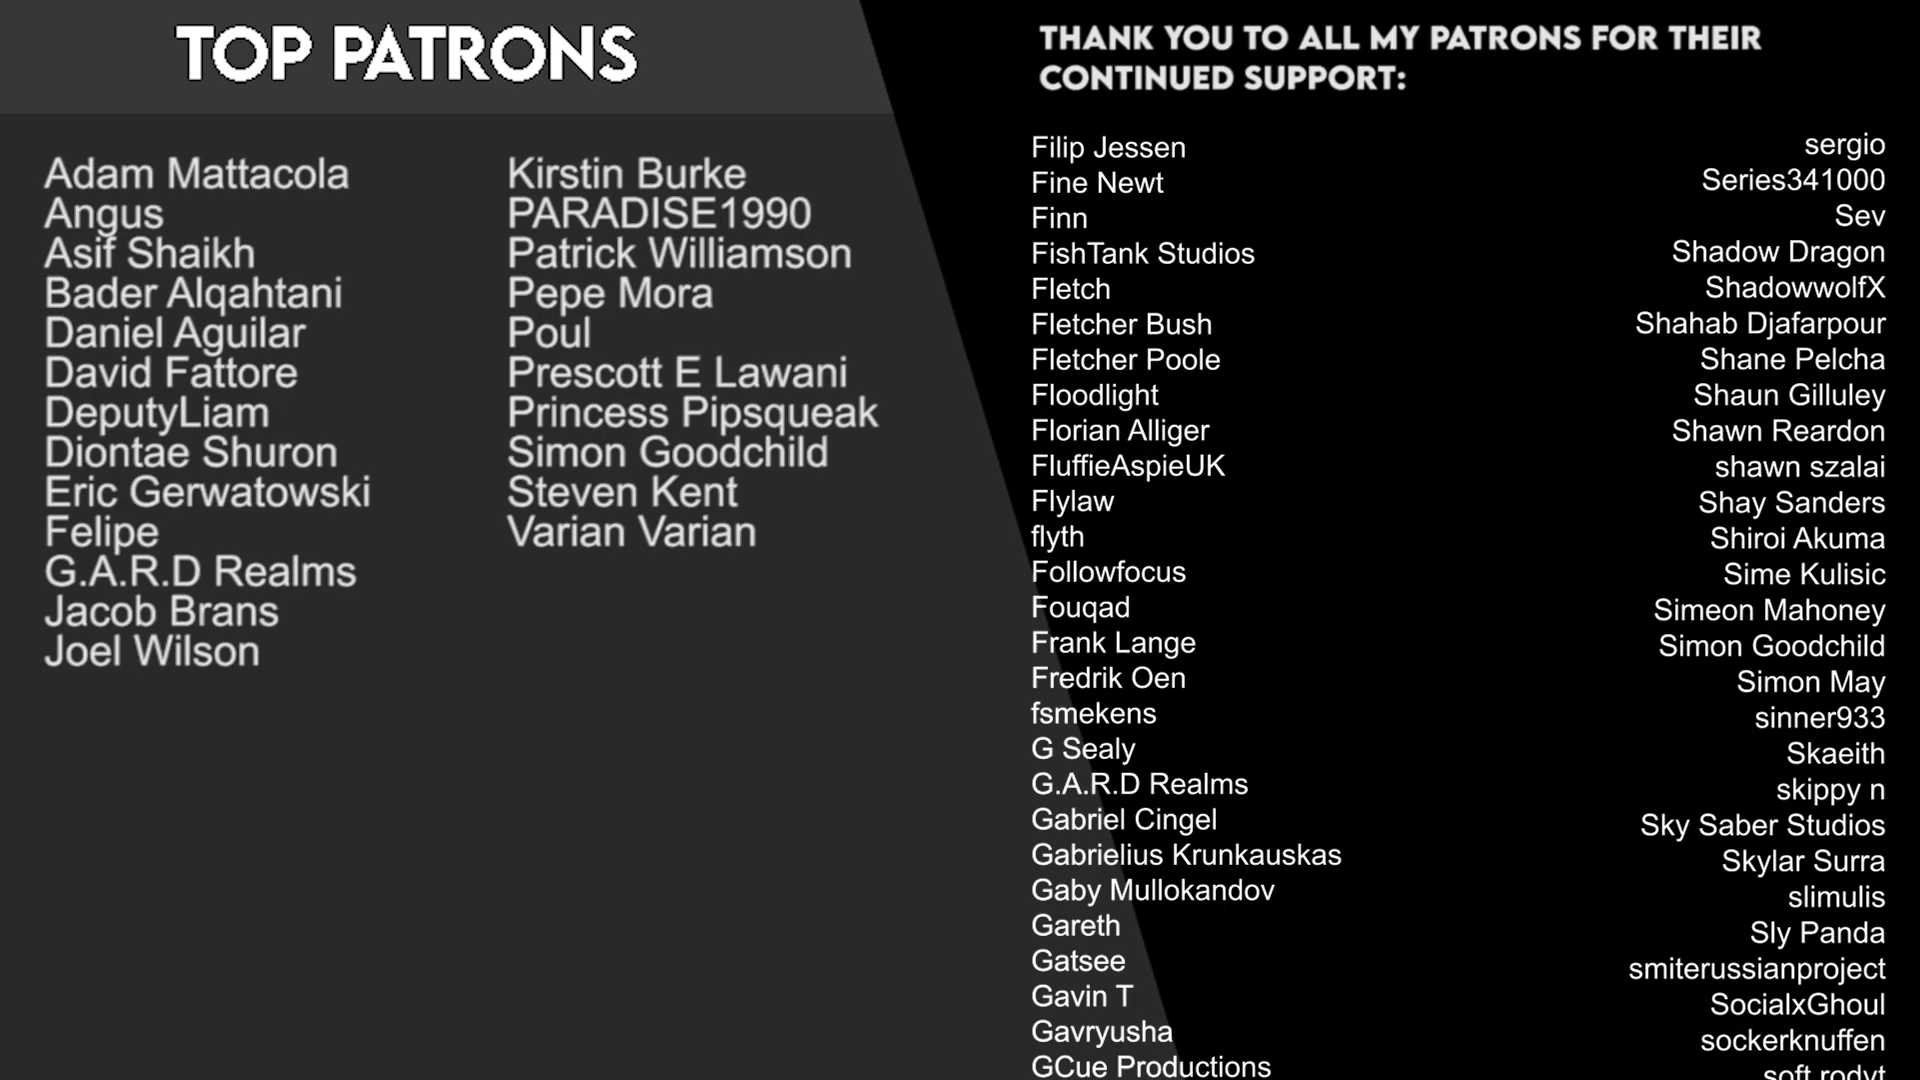 TOP PATRONS
Adam Mattacola
Angus
Asif Shaikh
Bader Alqahtani
Daniel Aguilar
David Fattore
DeputyLiam
Diontae Shuron
Eric Gerwatowski
Felipe
G.A.R.D Realms
Jacob Brans
Joel Wilson
Kirstin Burke
PARADISE1990
Patrick Williamson
Pepe Mora
Poul
Prescott E Lawani
Princess Pipsqueak
Simon Goodchild
Steven Kent
Varian Varian
THANK YOU TO ALL MY PATRONS FOR THEIR
CONTINUED SUPPORT:
Filip Jessen
Fine Newt
Finn
FishTank Studios
Fletch
Fletcher Bush
Fletcher Poole
Floodlight
Florian Alliger
FluffieAspieUK
Flylaw
flyth
Followfocus
Fouqad
Frank Lange
Fredrik Oen
fsmekens
G Sealy
G.A.R.D Realms
Gabriel Cingel
Gabrielius Krunkauskas
Gaby Mullokandov
Gareth
Gatsee
Gavin T
Gavryusha
GCue Productions
sergio
Series341000
Sev
Shadow Dragon
ShadowwolfX
Shahab Djafarpour
Shane Pelcha
Shaun Gilluley
Shawn Reardon
shawn szalai
Shay Sanders
Shiroi Akuma
Sime Kulisic
Simeon Mahoney
Simon Goodchild
Simon May
sinner933
Skaeith
skippy n
Sky Saber Studios
Skylar Surra
slimulis
Sly Panda
smiterussianproject
SocialxGhoul
sockerknuffen
soft